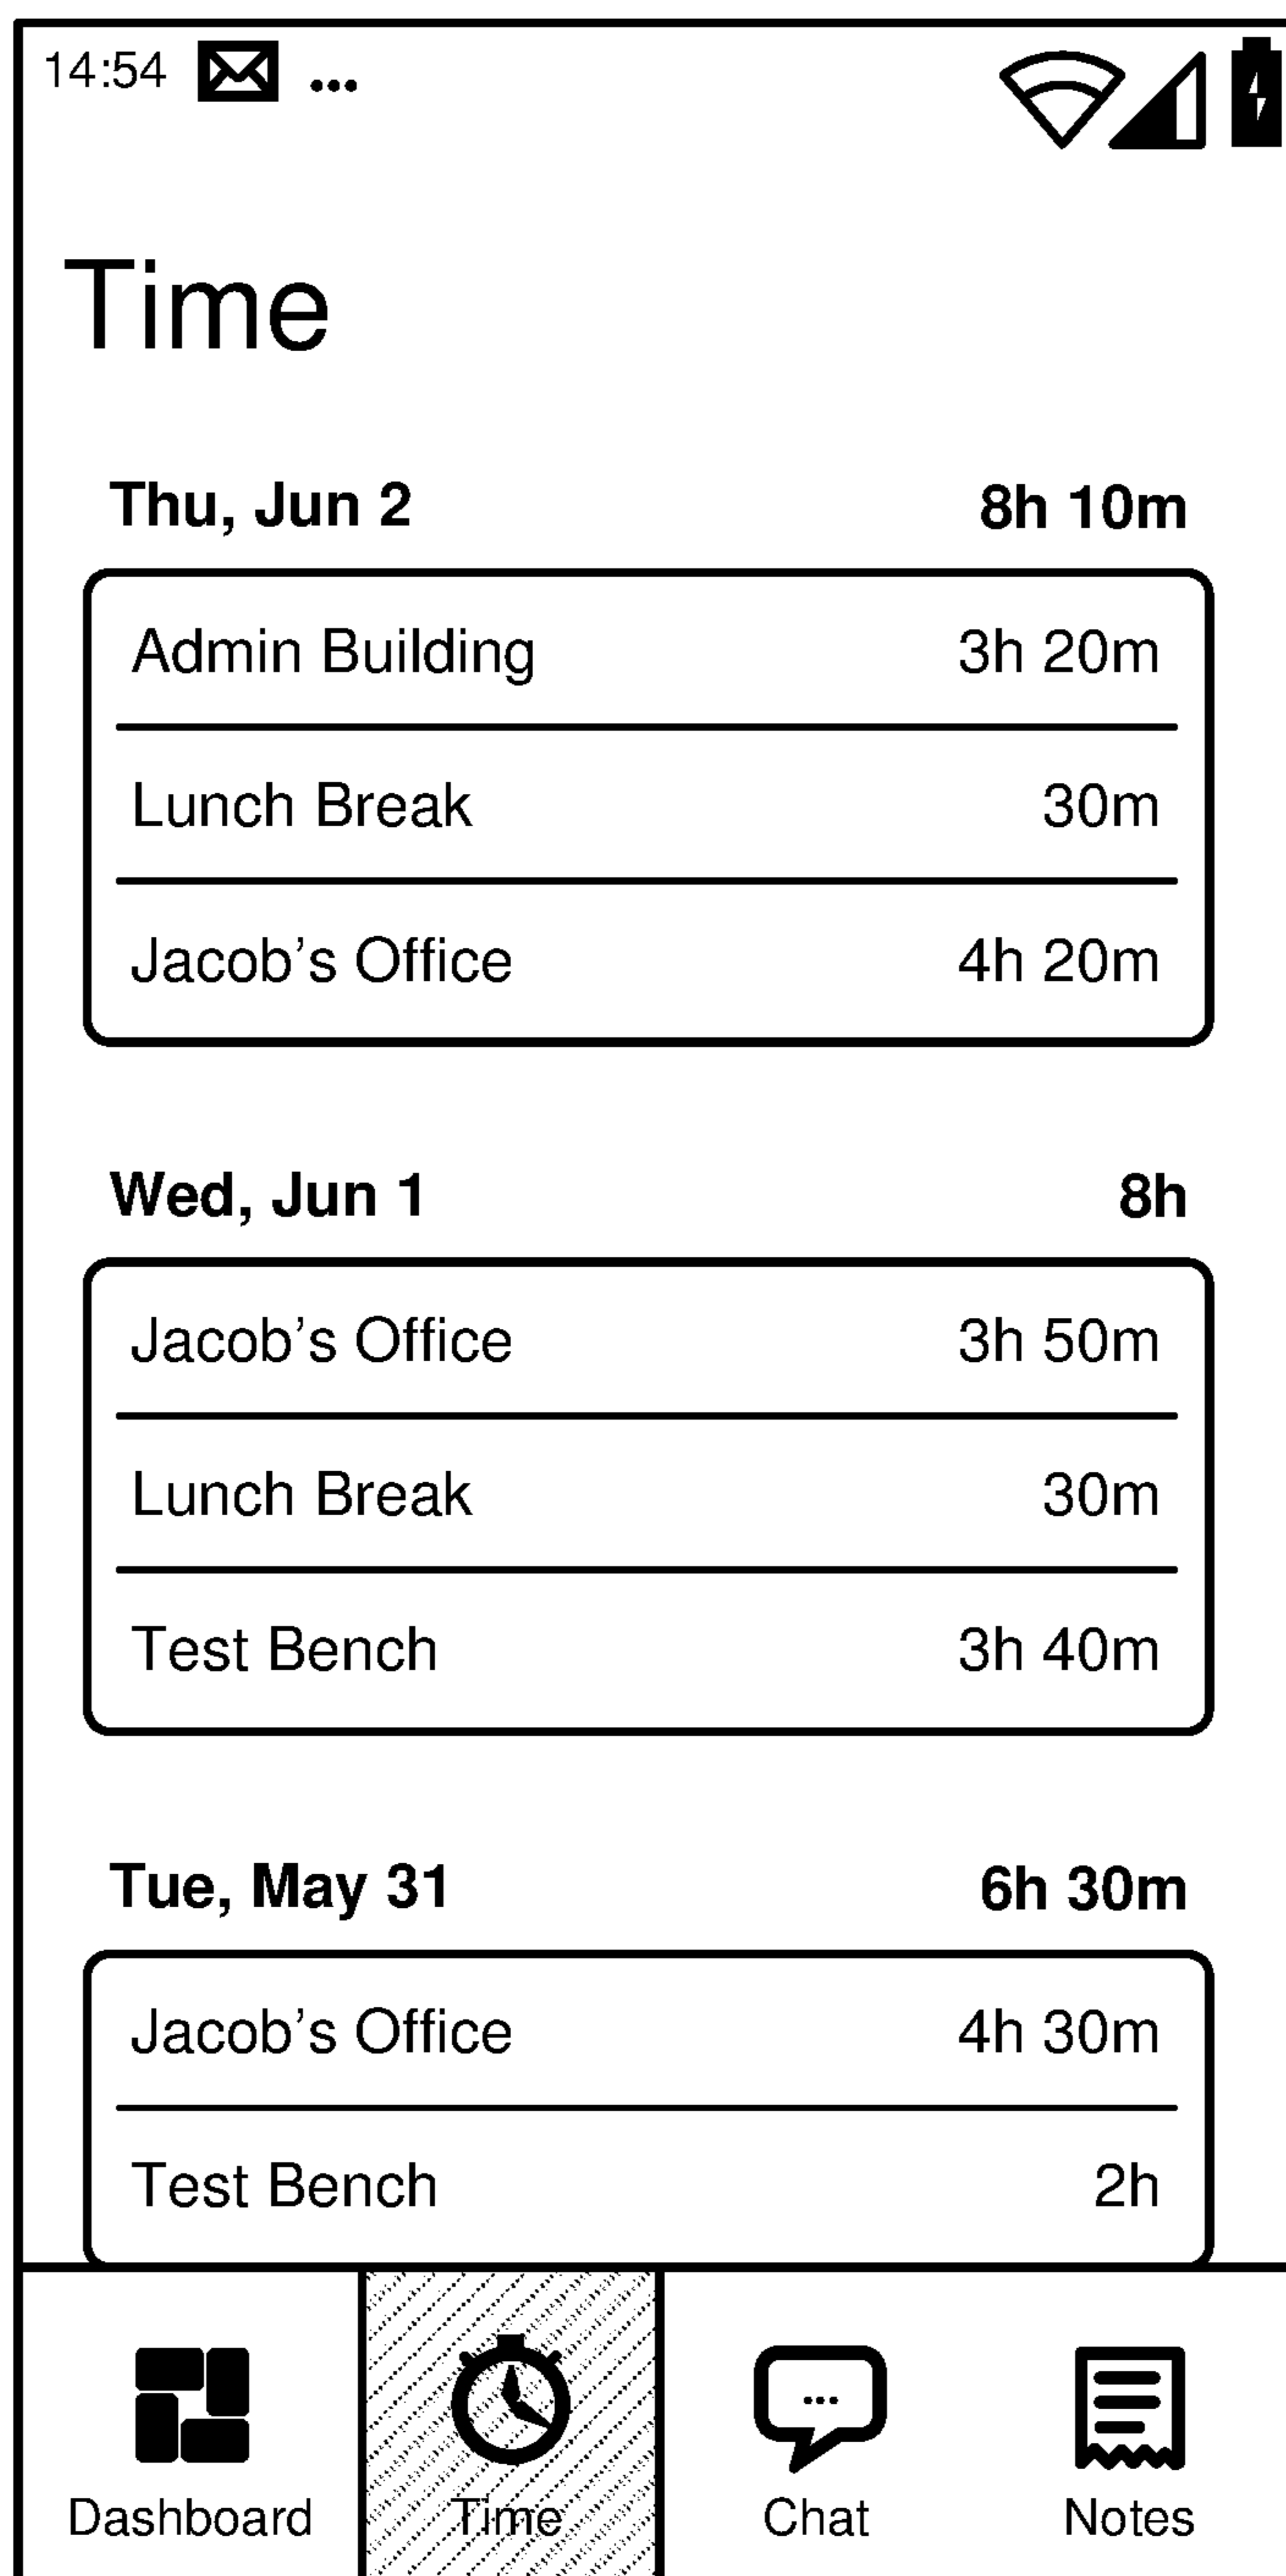 14:54
Time
Thu, Jun 2 8h 10m
Admin Building 3h 20m
Lunch Break 30m
Jacob's Office 4h 20m
Wed, Jun 1 8h
Jacob's Office 3h 50m
Lunch Break 30m
Test Bench 3h 40m
Tue, May 31 6h 30m
Jacob's Office 4h 30m
Test Bench 2h
Dashboard Time Chat Notes